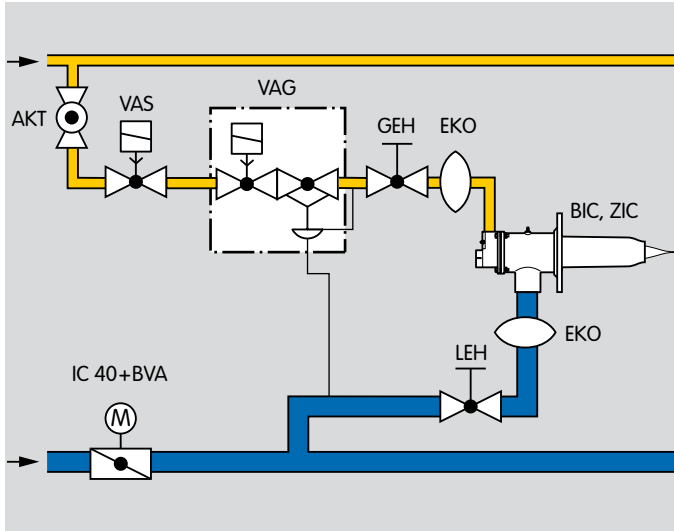 AKT
VAS
VAG
GEH
EKO
BIC, ZIC
EKO
LEH
IC 40+BVA
M